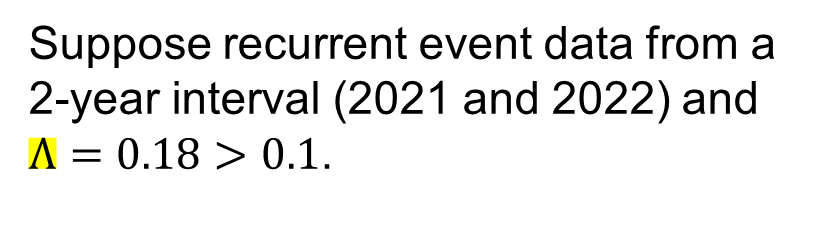 Suppose recurrent event data from a
2-year interval (2021 and 2022) and
Λ = 0.18 > 0.1.